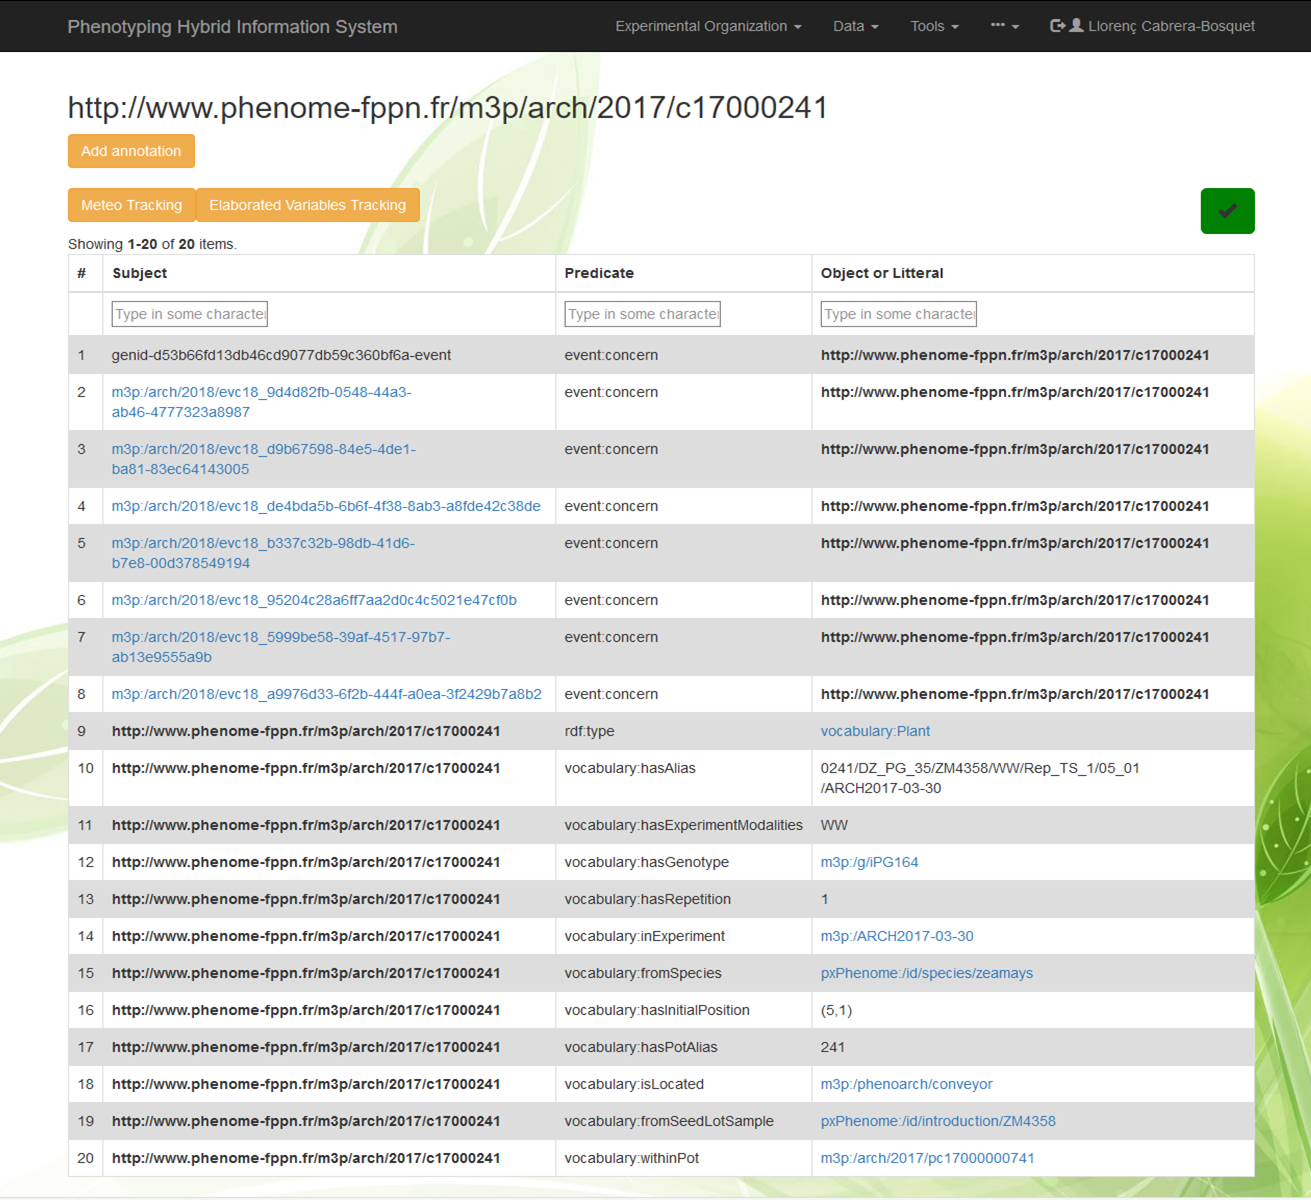 Phenotyping Hybrid Information System Experimental Organization Data Tools ••• Llorenç Cabrera-Bosquet
http://www.phenome-fppn.fr/m3p/arch/2017/c17000241
Add annotation
Meteo Tracking Elaborated Variables Tracking
Showing 1-20 of 20 items.
# Subject Predicate Object or Litteral
Type in some character Type in some character Type in some character
1 genid-d53b66fd13db46cd9077db59c360bf6a-event event:concern http://www.phenome-fppn.fr/m3p/arch/2017/c17000241
2 m3p:/arch/2018/evc18_9d4d82fb-0548-44a3- event:concern http://www.phenome-fppn.fr/m3p/arch/2017/c17000241
ab46-4777323a8987
3 m3p:/arch/2018/evc18_d9b67598-84e5-4de1- event:concern http://www.phenome-fppn.fr/m3p/arch/2017/c17000241
ba81-83ec64143005
4 m3p:/arch/2018/evc18_de4bda5b-6b6f-4f38-8ab3-a8fde42c38de event:concern http://www.phenome-fppn.fr/m3p/arch/2017/c17000241
5 m3p:/arch/2018/evc18_b337c32b-98db-41d6- event:concern http://www.phenome-fppn.fr/m3p/arch/2017/c17000241
b7e8-00d378549194
6 m3p:/arch/2018/evc18_95204c28a6ff7aa2d0c4c5021e47cf0b event:concern http://www.phenome-fppn.fr/m3p/arch/2017/c17000241
7 m3p:/arch/2018/evc18_5999be58-39af-4517-97b7- event:concern http://www.phenome-fppn.fr/m3p/arch/2017/c17000241
ab13e9555a9b
8 m3p:/arch/2018/evc18_a9976d33-6f2b-444f-a0ea-3f2429b7a8b2 event:concern http://www.phenome-fppn.fr/m3p/arch/2017/c17000241
9 http://www.phenome-fppn.fr/m3p/arch/2017/c17000241 rdf:type vocabulary:Plant
10 http://www.phenome-fppn.fr/m3p/arch/2017/c17000241 vocabulary:hasAlias 0241/DZ_PG_35/ZM4358/WW/Rep_TS_1/05_01
/ARCH2017-03-30
11 http://www.phenome-fppn.fr/m3p/arch/2017/c17000241 vocabulary:hasExperimentModalities WW
12 http://www.phenome-fppn.fr/m3p/arch/2017/c17000241 vocabulary:hasGenotype m3p:/g/iPG164
13 http://www.phenome-fppn.fr/m3p/arch/2017/c17000241 vocabulary:hasRepetition 1
14 http://www.phenome-fppn.fr/m3p/arch/2017/c17000241 vocabulary:inExperiment m3p:/ARCH2017-03-30
15 http://www.phenome-fppn.fr/m3p/arch/2017/c17000241 vocabulary:fromSpecies pxPhenome:/id/species/zeamays
16 http://www.phenome-fppn.fr/m3p/arch/2017/c17000241 vocabulary:hasInitialPosition (5,1)
17 http://www.phenome-fppn.fr/m3p/arch/2017/c17000241 vocabulary:hasPotAlias 241
18 http://www.phenome-fppn.fr/m3p/arch/2017/c17000241 vocabulary:isLocated m3p:/phenoarch/conveyor
19 http://www.phenome-fppn.fr/m3p/arch/2017/c17000241 vocabulary:fromSeedLotSample pxPhenome:/id/introduction/ZM4358
20 http://www.phenome-fppn.fr/m3p/arch/2017/c17000241 vocabulary:withinPot m3p:/arch/2017/pc17000000741